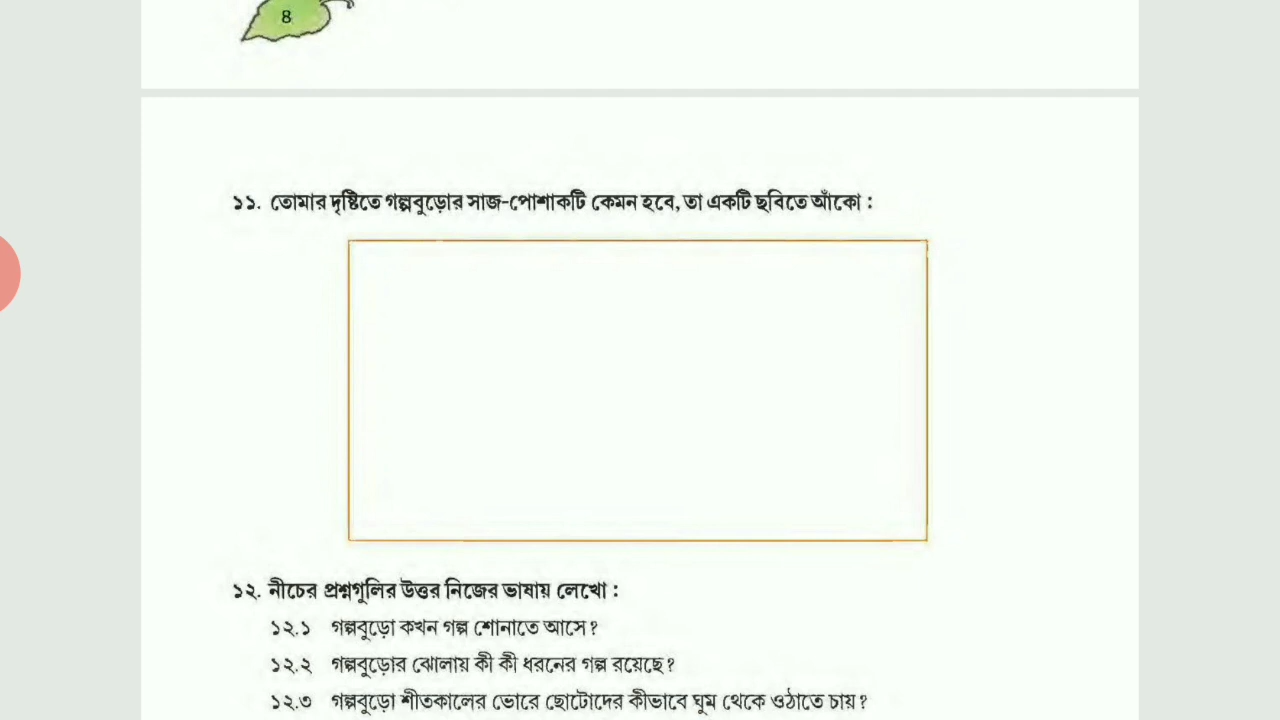 8
১১. তোমার দৃষ্টিতে গল্পবুড়োর সাজ-পোশাকটি কেমন হবে, তা একটি ছবিতে আঁকো :
১২. নীচের প্রশ্নগুলির উত্তর নিজের ভাষায় লেখো :
১২.১ গল্পবুড়ো কখন গল্প শোনাতে আসে?
১২.২ গল্পবুড়োর ঝোলায় কী কী ধরনের গল্প রয়েছে?
১২.৩ গল্পবুড়ো শীতকালের ভোরে ছোটোদের কীভাবে ঘুম থেকে ওঠাতে চায়?